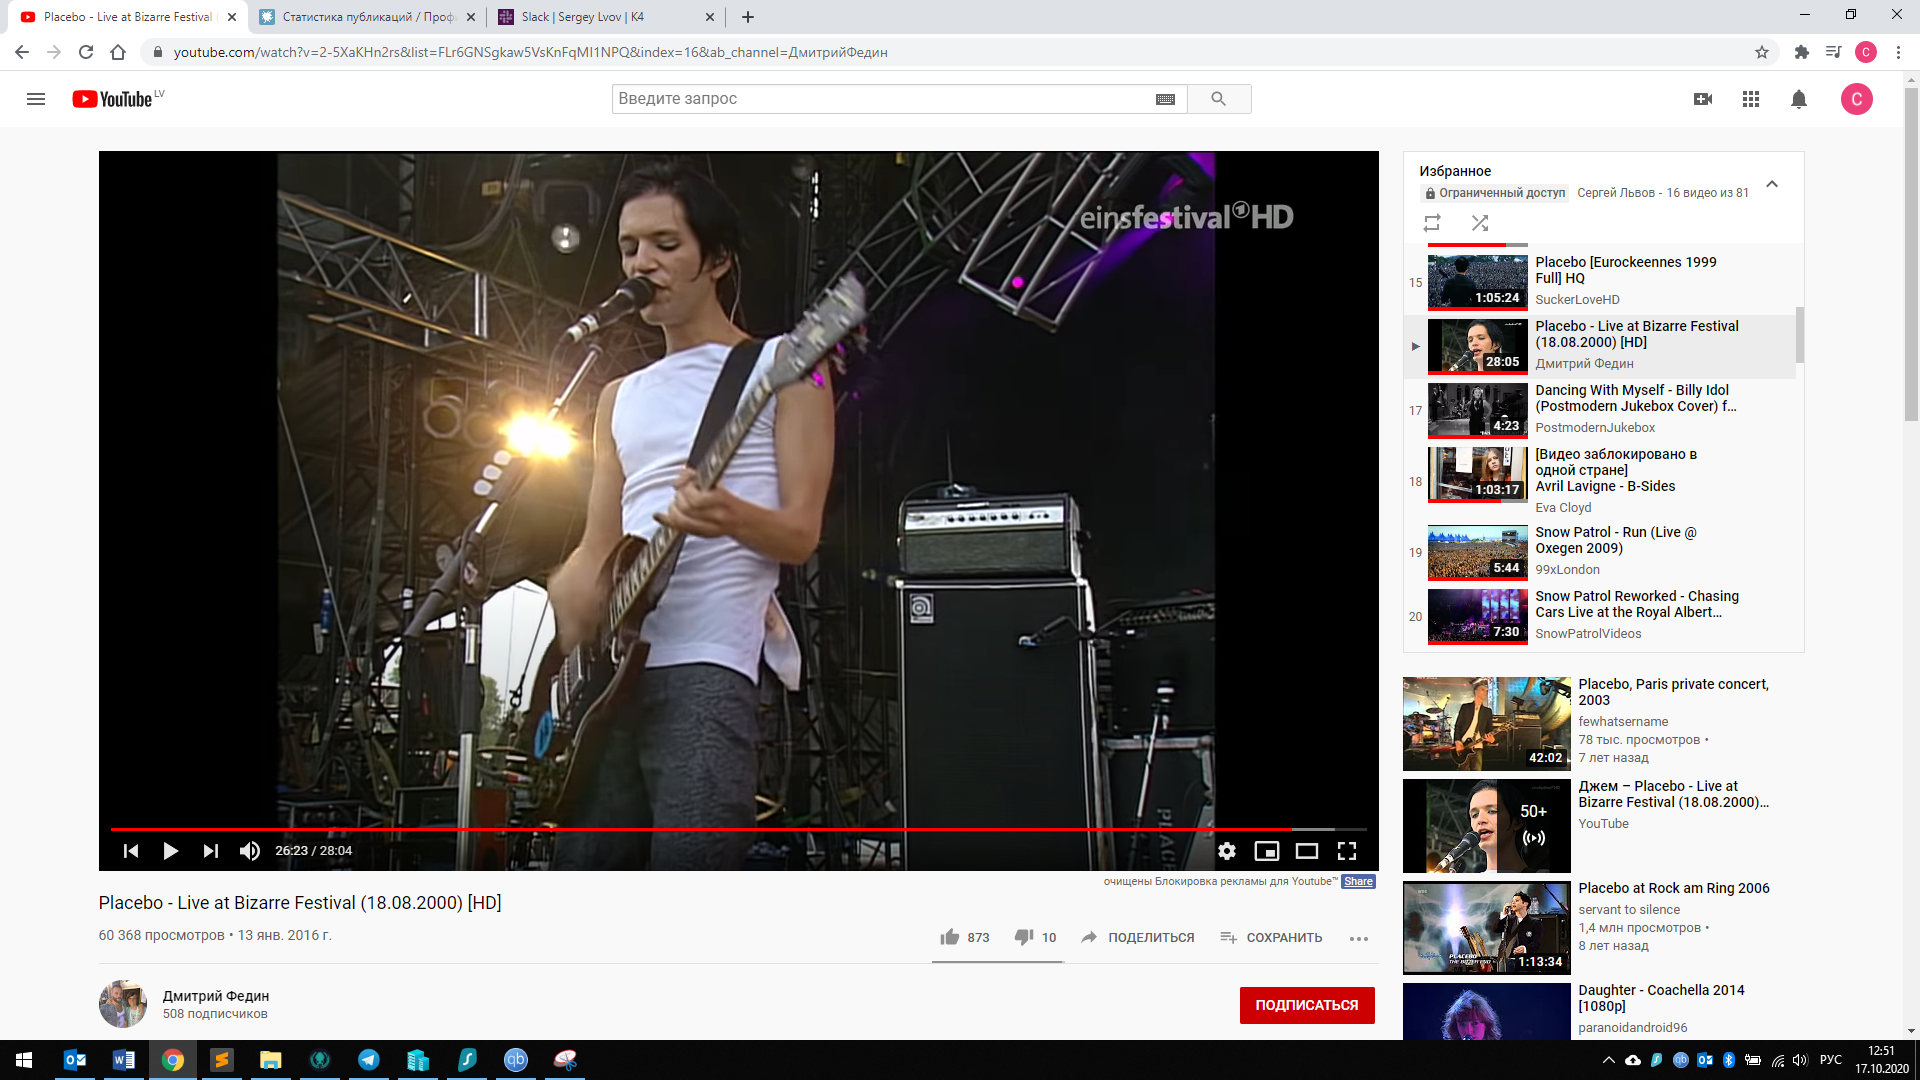 Placebo - Live at Bizarre Festival
Статистика публикаций / Проф
Slack | Sergey Lvov | K4
youtube.com/watch?v=2-5XaKHn2rs&list=FLr6GNSgkaw5VsKnFqMI1NPQ&index=16&ab_channel=ДмитрийФедин
C
YouTube LV
Введите запрос
C
einsfestival HD
Избранное
Ограниченный доступ Сергей Львов - 16 видео из 81
15
1:05:24
Placebo [Eurockeennes 1999
Full] HQ
SuckerLoveHD
28:05
Placebo - Live at Bizarre Festival
(18.08.2000) [HD]
Дмитрий Федин
17
4:23
Dancing With Myself - Billy Idol
(Postmodern Jukebox Cover) f...
PostmodernJukebox
18
1:03:17
[Видео заблокировано в
одной стране]
Avril Lavigne - B-Sides
Eva Cloyd
19
5:44
Snow Patrol - Run (Live @
Oxegen 2009)
99xLondon
20
7:30
Snow Patrol Reworked - Chasing
Cars Live at the Royal Albert...
SnowPatrolVideos
42:02
Placebo, Paris private concert,
2003
fewhatsername
78 тыс. просмотров •
7 лет назад
50+
Джем – Placebo - Live at
Bizarre Festival (18.08.2000)...
YouTube
PLACEBO
1:13:34
Placebo at Rock am Ring 2006
servant to silence
1,4 млн просмотров •
8 лет назад
Daughter - Coachella 2014
[1080p]
paranoidandroid96
26:23 / 28:04
очищены Блокировка рекламы для Youtube™ Share
Placebo - Live at Bizarre Festival (18.08.2000) [HD]
60 368 просмотров • 13 янв. 2016 г.
873
10
ПОДЕЛИТЬСЯ
СОХРАНИТЬ
Дмитрий Федин
508 подписчиков
ПОДПИСАТЬСЯ
РУС
12:51
17.10.2020